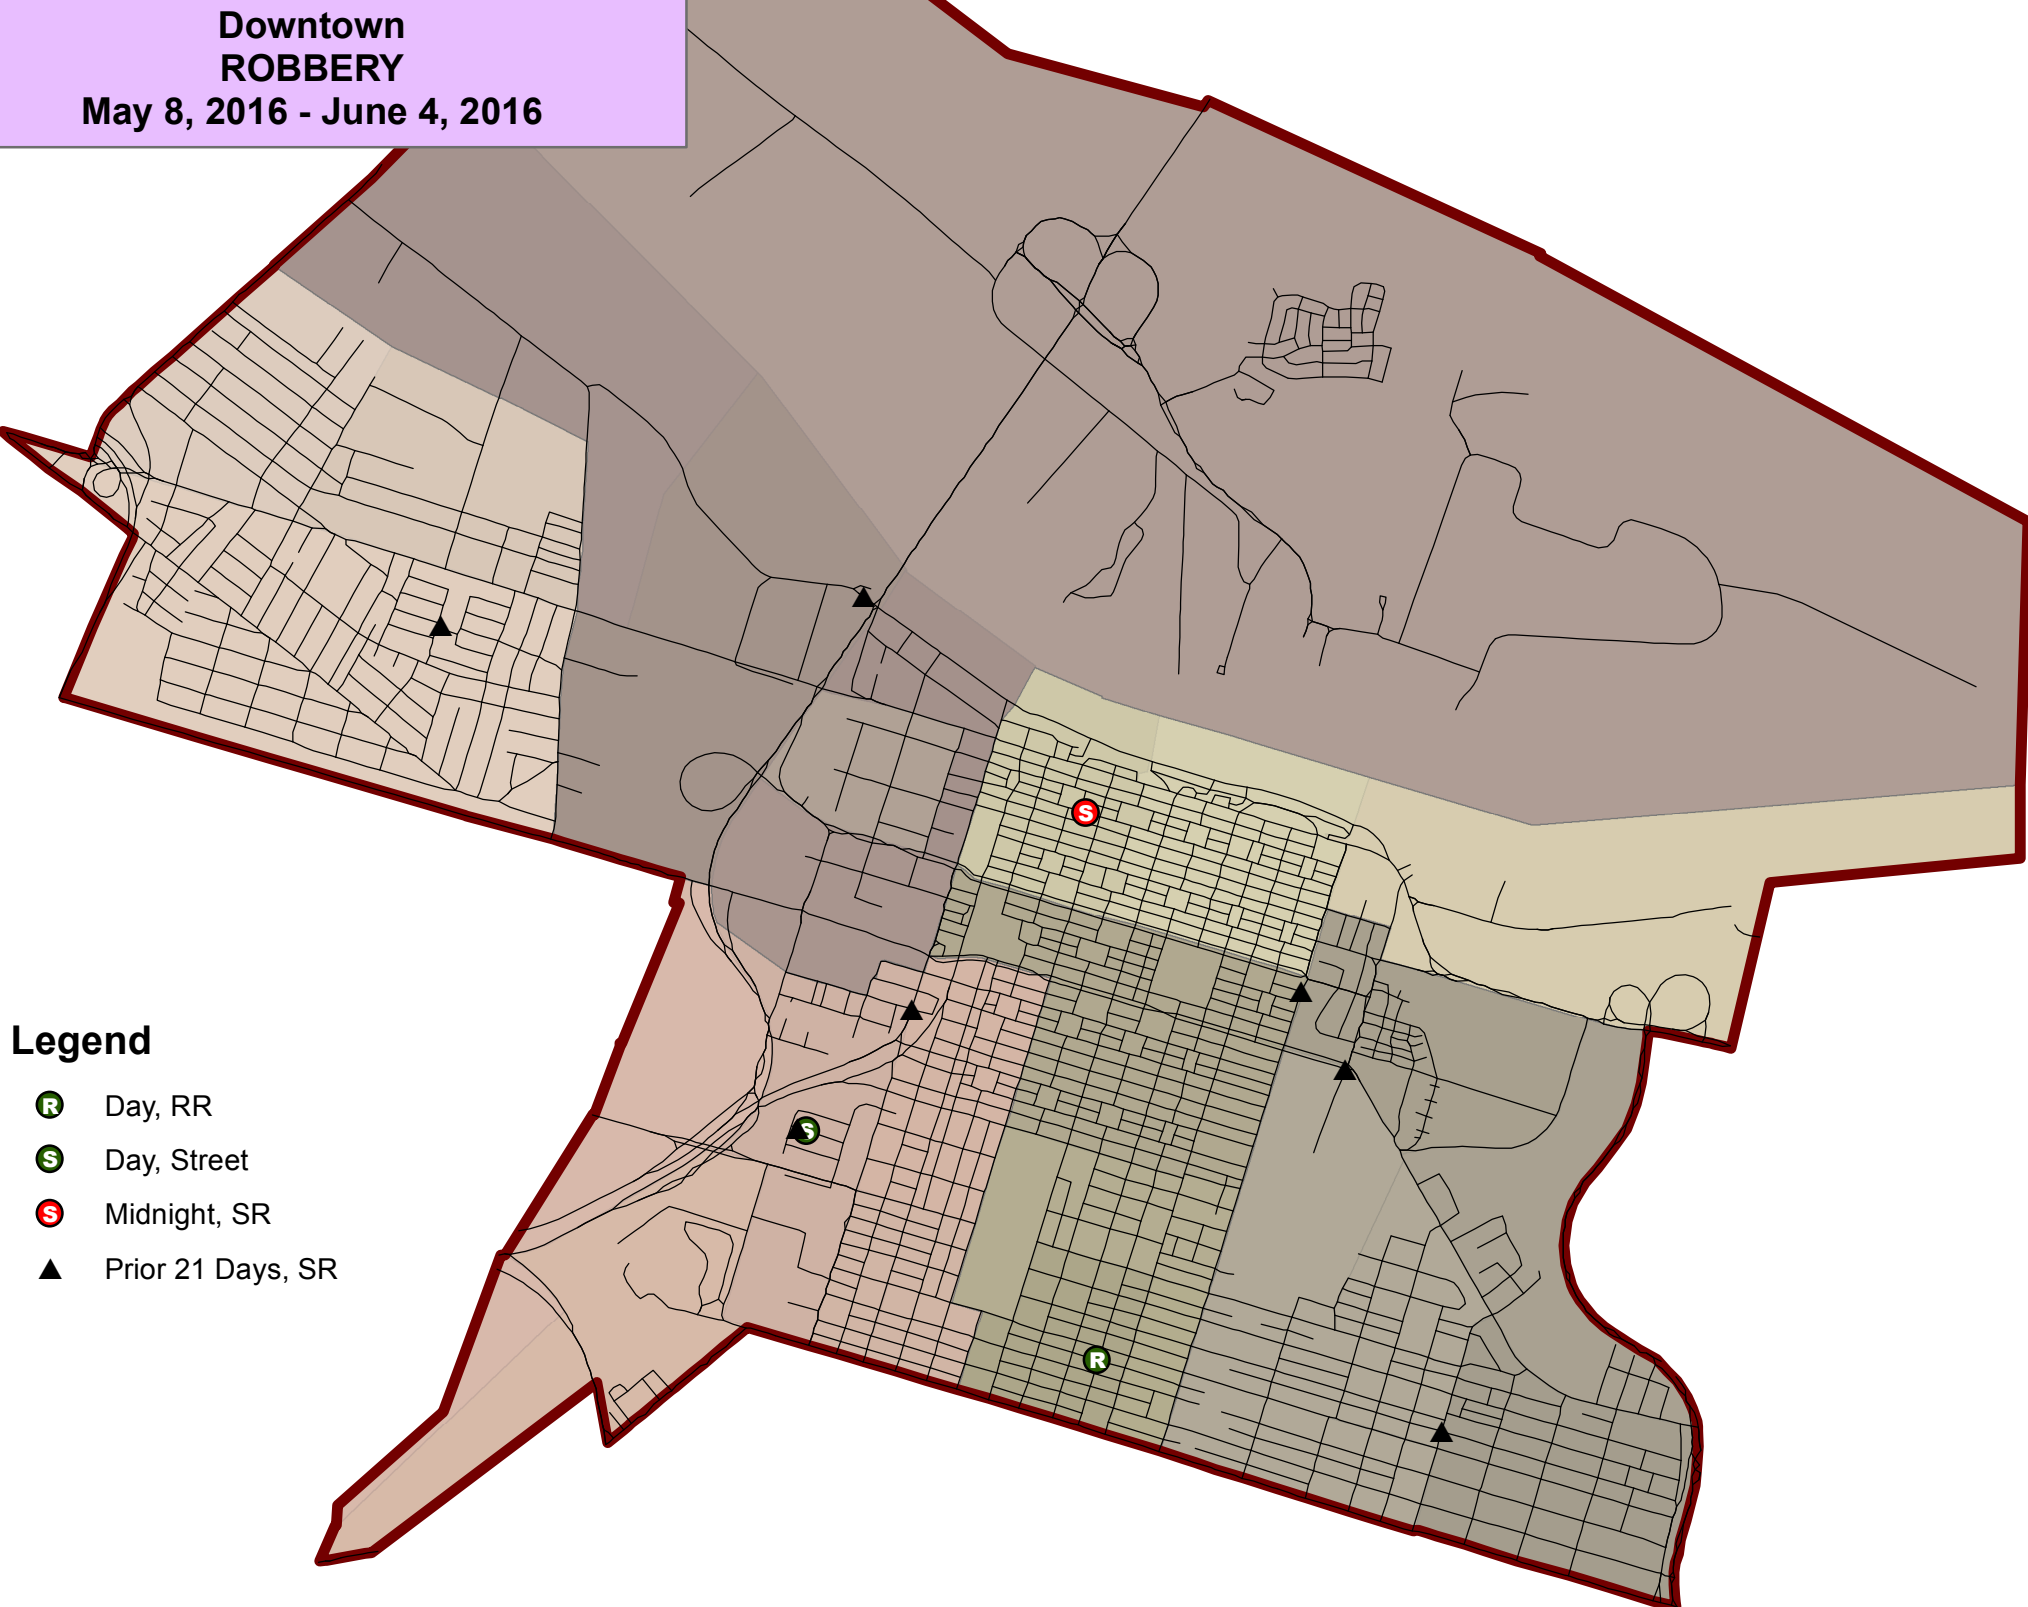 Downtown
ROBBERY
May 8, 2016 - June 4, 2016
S
S
R
Legend
R Day, RR
S Day, Street
S Midnight, SR
Prior 21 Days, SR